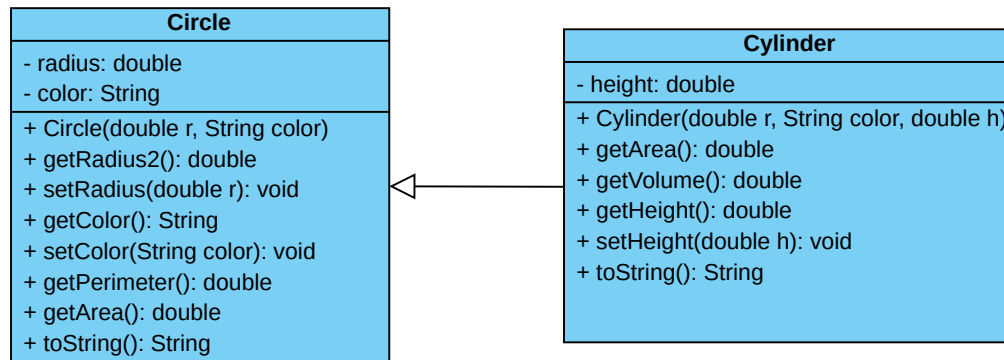 Circle
- radius: double
- color: String
+ Circle(double r, String color)
+ getRadius2(): double
+ setRadius(double r): void
+ getColor(): String
+ setColor(String color): void
+ getPerimeter(): double
+ getArea(): double
+ toString(): String
Cylinder
- height: double
+ Cylinder(double r, String color, double h)
+ getArea(): double
+ getVolume(): double
+ getHeight(): double
+ setHeight(double h): void
+ toString(): String